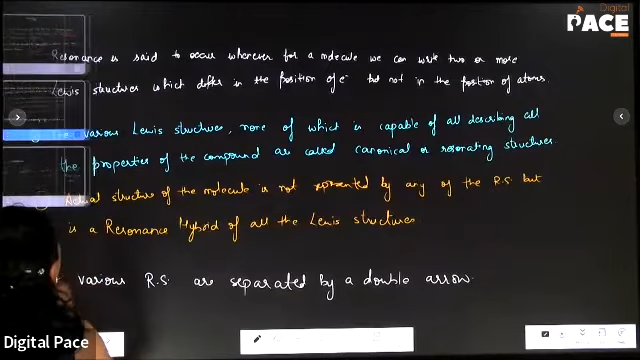 Digital
PACE
Resonance is said to occur wherever for a molecule we can write two or more
Lewis structures which differ in the position of e⁻ but not in the position of atoms.
various Lewis structures, none of which is capable of all describing all
the properties of the compound are called canonical or resonating structures.
Actual structure of the molecule is not represented by any of the R.S. but
is a Resonance Hybrid of all the Lewis structures
various R.S. are separated by a double arrow.
Digital Pace